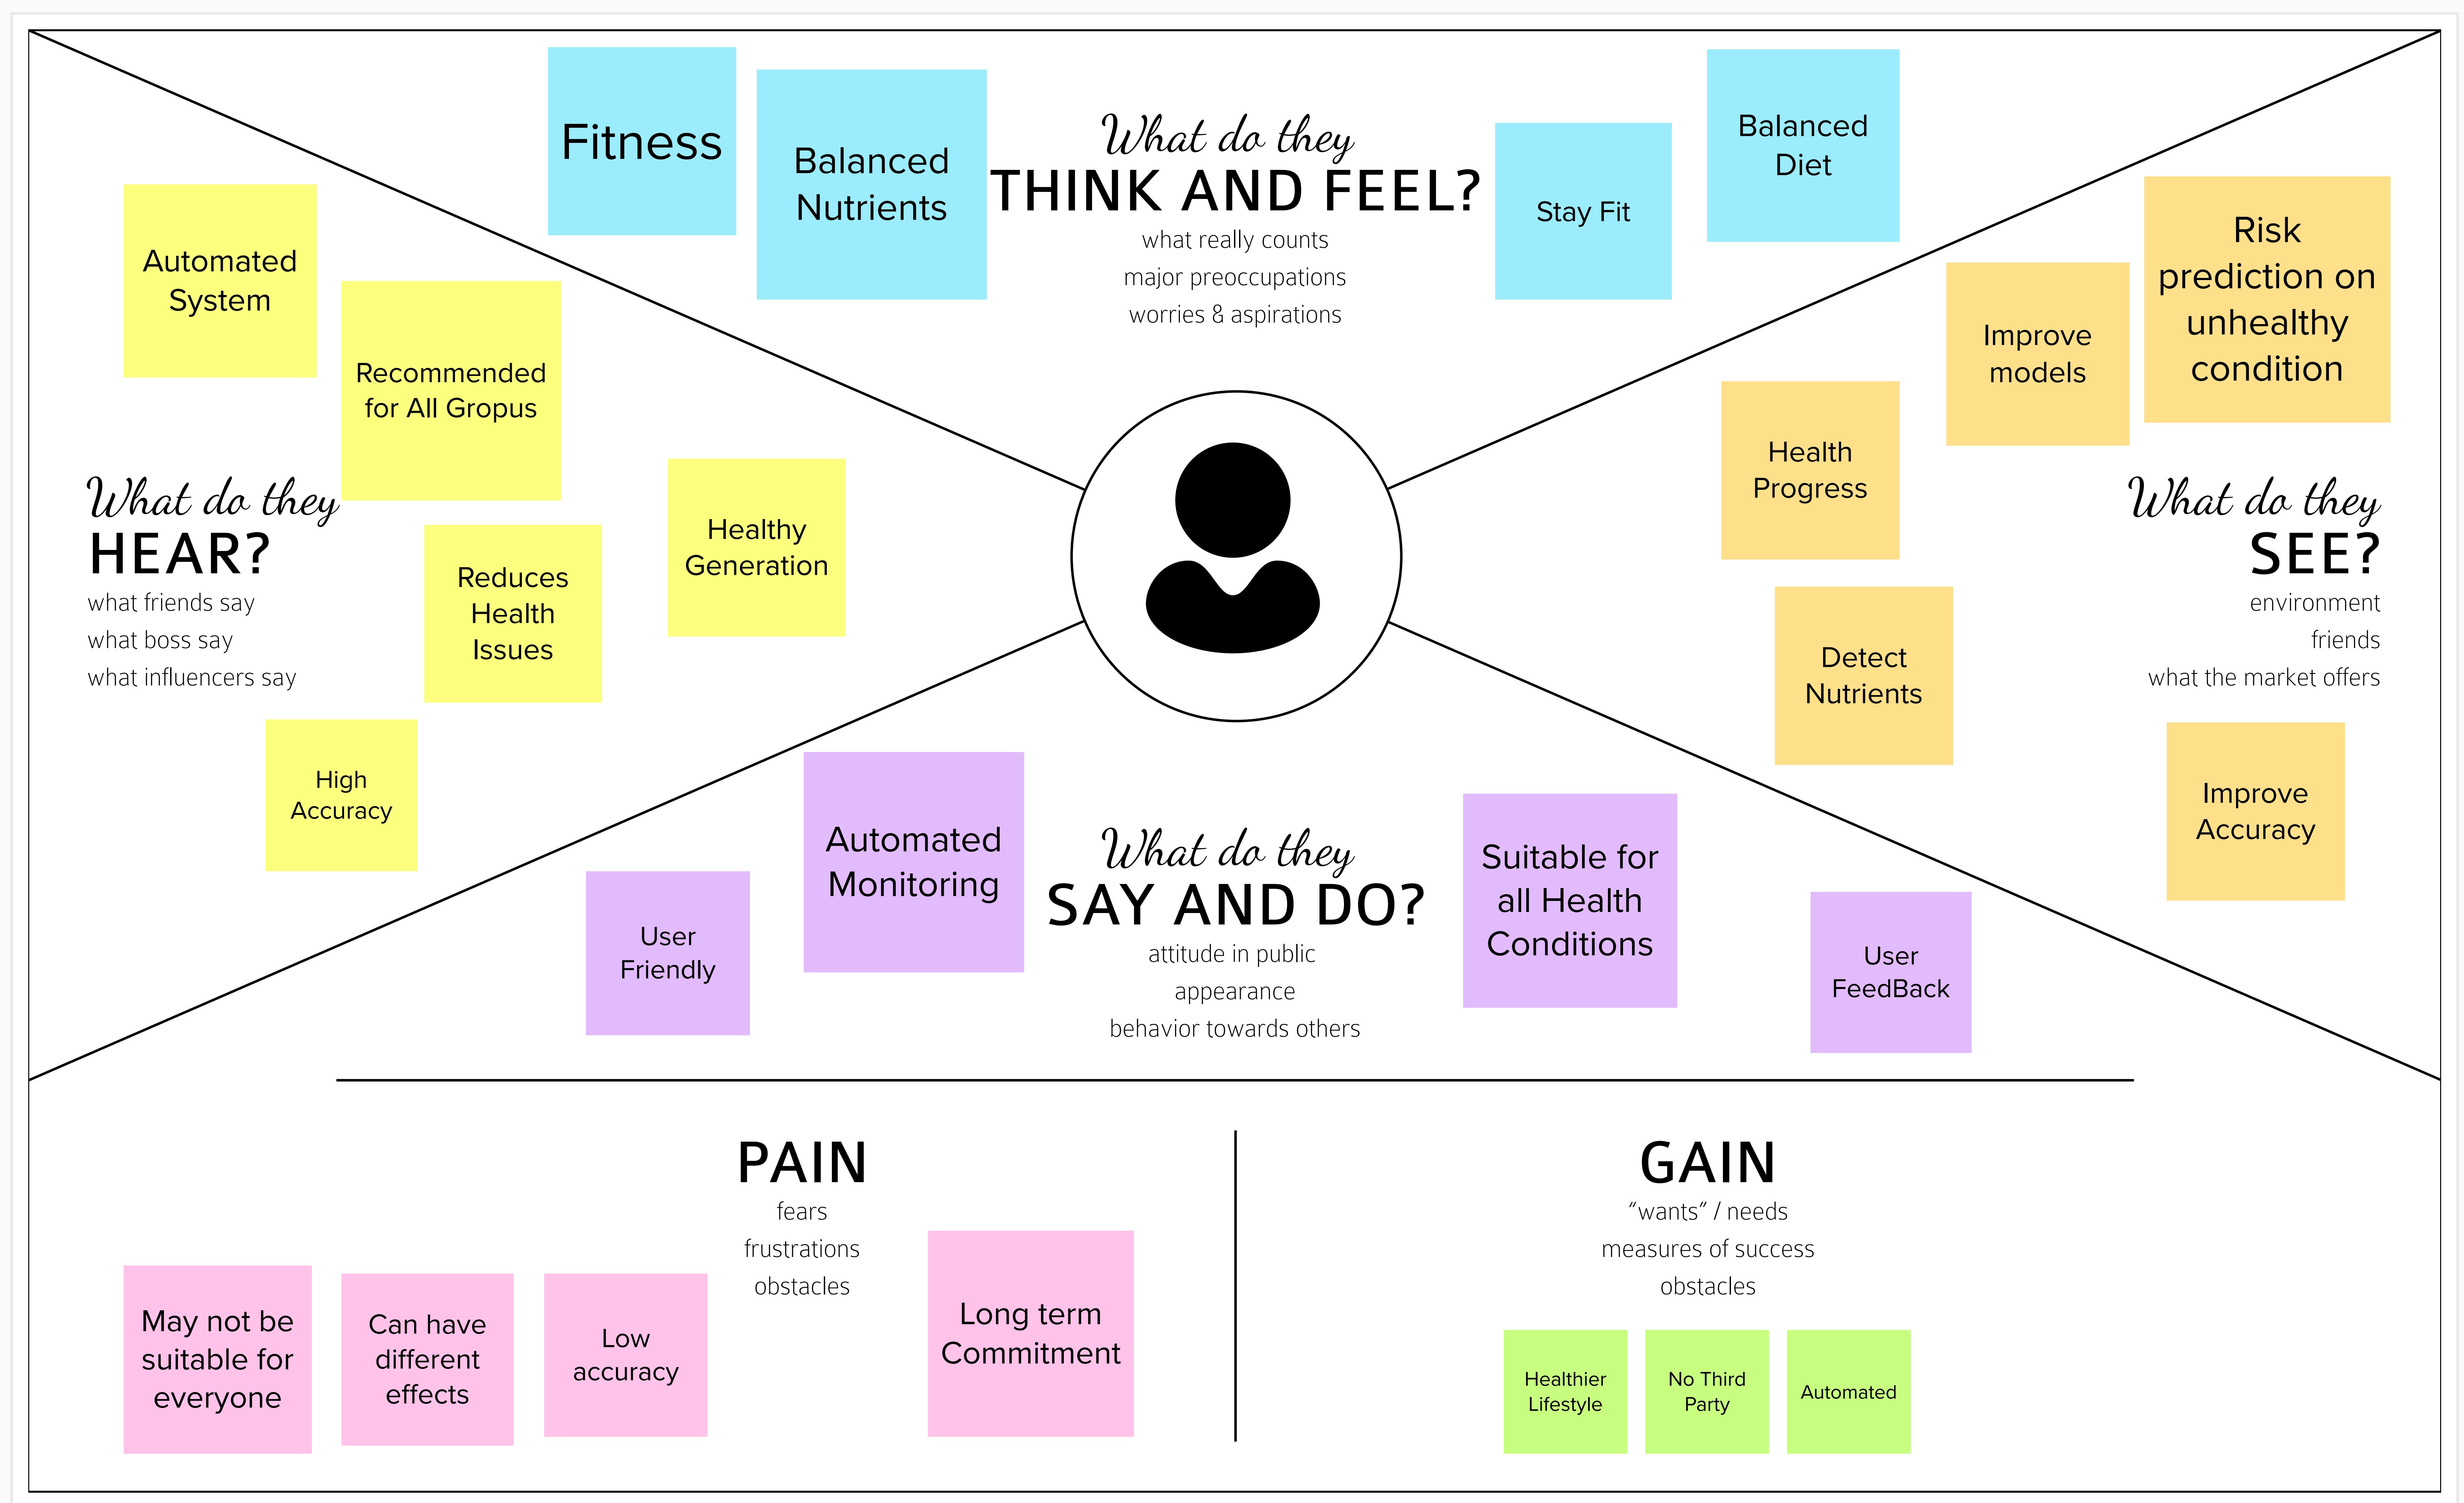 Fitness
Balanced
Nutrients
What do they
THINK AND FEEL?
what really counts
major preoccupations
worries & aspirations
Stay Fit
Balanced
Diet
Automated
System
Recommended
for All Gropus
What do they
HEAR?
what friends say
what boss say
what influencers say
Reduces
Health
Issues
Healthy
Generation
High
Accuracy
Risk
prediction on
unhealthy
condition
Improve
models
Health
Progress
What do they
SEE?
environment
friends
what the market offers
Detect
Nutrients
Improve
Accuracy
User
Friendly
Automated
Monitoring
What do they
SAY AND DO?
attitude in public
appearance
behavior towards others
Suitable for
all Health
Conditions
User
FeedBack
PAIN
fears
frustrations
obstacles
May not be
suitable for
everyone
Can have
different
effects
Low
accuracy
Long term
Commitment
GAIN
“wants” / needs
measures of success
obstacles
Healthier
Lifestyle
No Third
Party
Automated